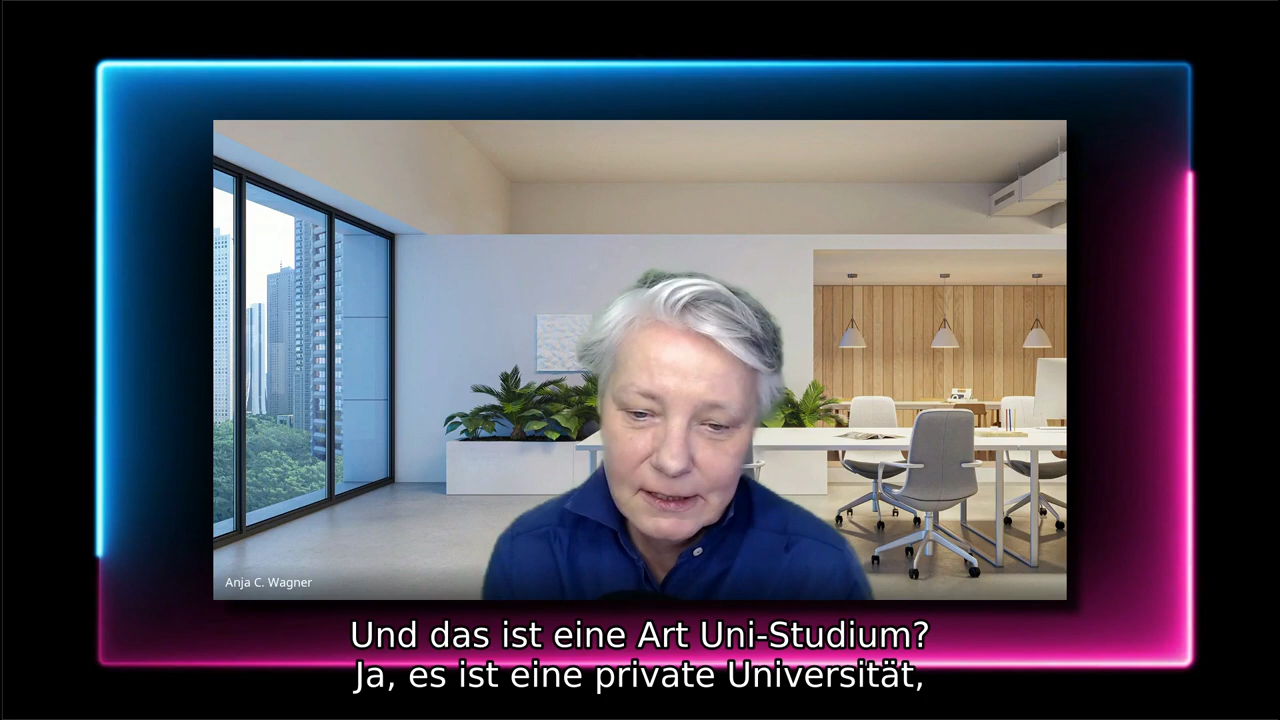 Anja C. Wagner
Und das ist eine Art Uni-Studium?
Ja, es ist eine private Universität,